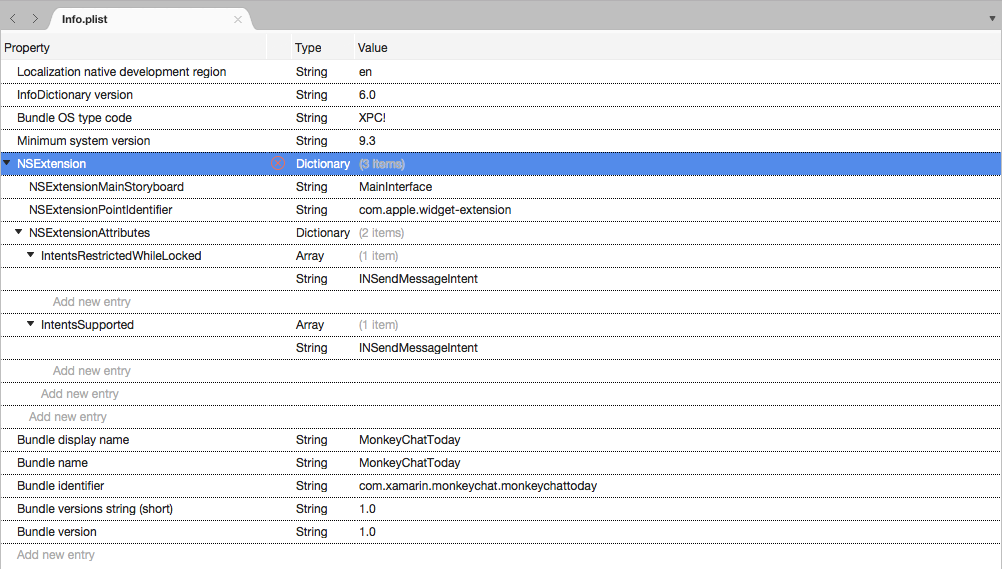 Info.plist
Property Type Value
Localization native development region String en
InfoDictionary version String 6.0
Bundle OS type code String XPC!
Minimum system version String 9.3
NSExtension Dictionary (3 items)
NSExtensionMainStoryboard String MainInterface
NSExtensionPointIdentifier String com.apple.widget-extension
NSExtensionAttributes Dictionary (2 items)
IntentsRestrictedWhileLocked Array (1 item)
String INSendMessageIntent
Add new entry
IntentsSupported Array (1 item)
String INSendMessageIntent
Add new entry
Add new entry
Add new entry
Bundle display name String MonkeyChatToday
Bundle name String MonkeyChatToday
Bundle identifier String com.xamarin.monkeychat.monkeychattoday
Bundle versions string (short) String 1.0
Bundle version String 1.0
Add new entry